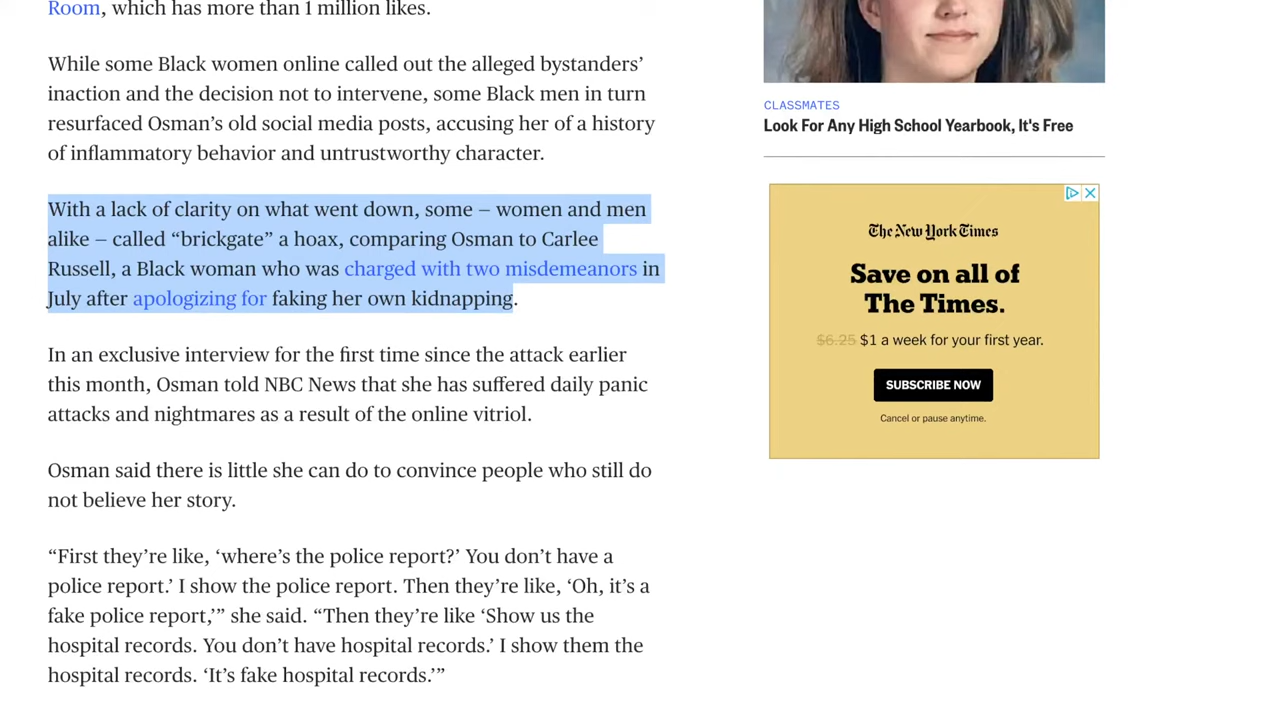 Room, which has more than 1 million likes.
While some Black women online called out the alleged bystanders’
inaction and the decision not to intervene, some Black men in turn
resurfaced Osman’s old social media posts, accusing her of a history
of inflammatory behavior and untrustworthy character.
With a lack of clarity on what went down, some — women and men
alike — called “brickgate” a hoax, comparing Osman to Carlee
Russell, a Black woman who was charged with two misdemeanors in
July after apologizing for faking her own kidnapping.
In an exclusive interview for the first time since the attack earlier
this month, Osman told NBC News that she has suffered daily panic
attacks and nightmares as a result of the online vitriol.
Osman said there is little she can do to convince people who still do
not believe her story.
“First they’re like, ‘where’s the police report?’ You don’t have a
police report.’ I show the police report. Then they’re like, ‘Oh, it’s a
fake police report,’” she said. “Then they’re like ‘Show us the
hospital records. You don’t have hospital records.’ I show them the
hospital records. ‘It’s fake hospital records.’”
CLASSMATES
Look For Any High School Yearbook, It's Free
The New York Times
Save on all of
The Times.
$6.25 $1 a week for your first year.
SUBSCRIBE NOW
Cancel or pause anytime.